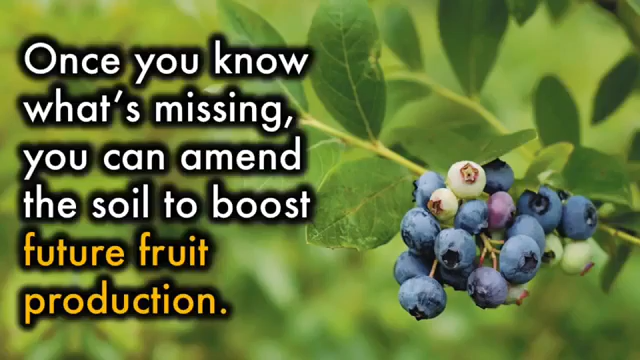 Once you know
what's missing,
you can amend
the soil to boost
future fruit
production.